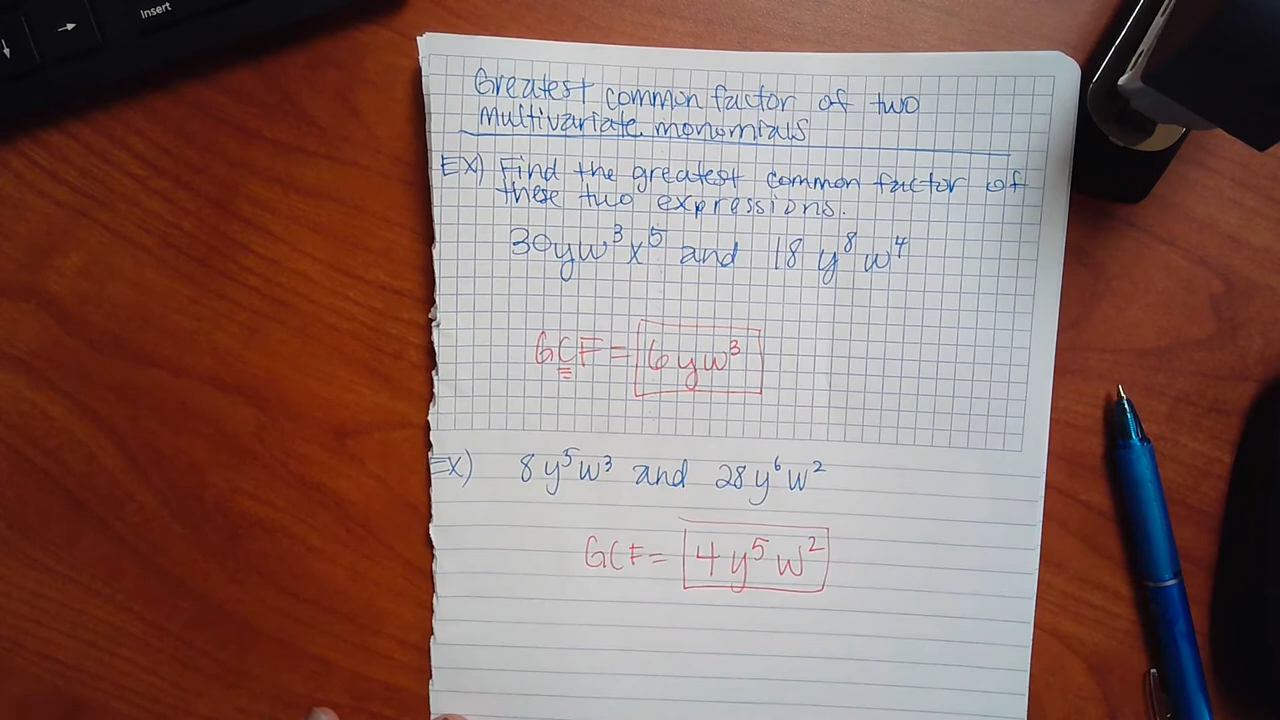 Insert
Greatest common factor of two
multivariate monomials
EX) Find the greatest common factor of
these two expressions.
30yw³x⁵ and 18y⁸w⁴
GCF = 6yw³
EX) 8y⁵w³ and 28y⁶w²
GCF = 4y⁵w²